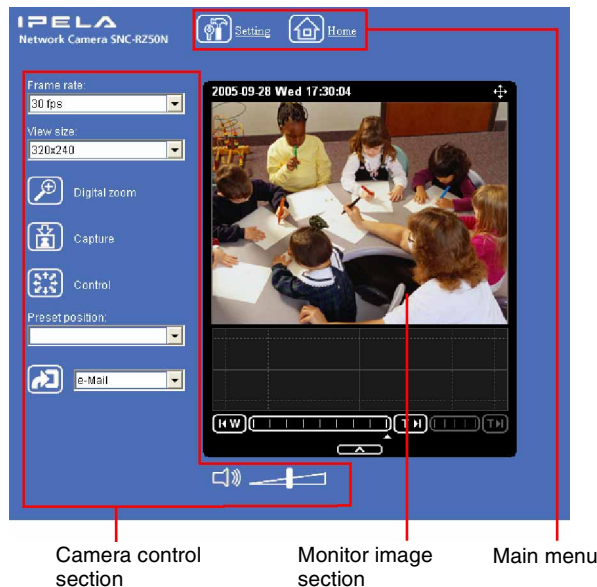 IPELA
Network Camera SNC-RZ50N
Setting
Home
Frame rate:
30 fps
View size:
320x240
Digital zoom
Capture
Control
Preset position:
e-Mail
2005-09-28 Wed 17:30:04
W
T
T
Camera control
section
Monitor image
section
Main menu